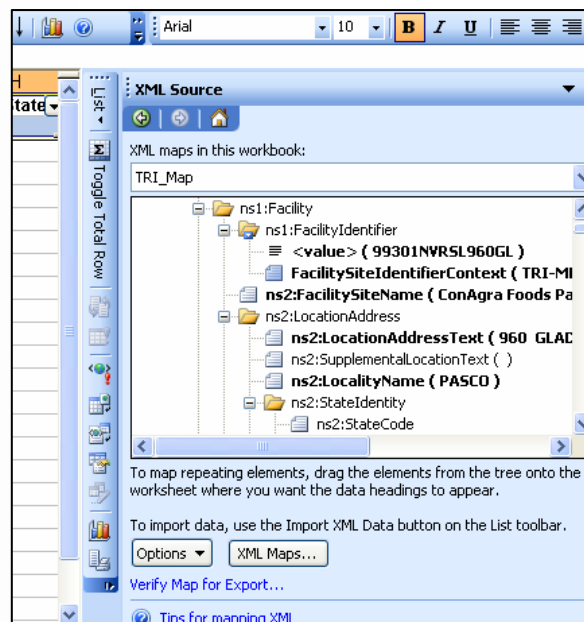 Arial 10 B I U
H
tate
List
Toggle Total Row
XML Source
XML maps in this workbook:
TRI_Map
ns1:Facility
ns1:FacilityIdentifier
<value> ( 99301NVRSL960GL )
FacilitySiteIdentifierContext ( TRI-M
ns2:FacilitySiteName ( ConAgra Foods Pa
ns2:LocationAddress
ns2:LocationAddressText ( 960 GLAD
ns2:SupplementalLocationText ( )
ns2:LocalityName ( PASCO )
ns2:StateIdentity
ns2:StateCode
To map repeating elements, drag the elements from the tree onto the
worksheet where you want the data headings to appear.
To import data, use the Import XML Data button on the List toolbar.
Options XML Maps...
Verify Map for Export...
Tips for mapping XML